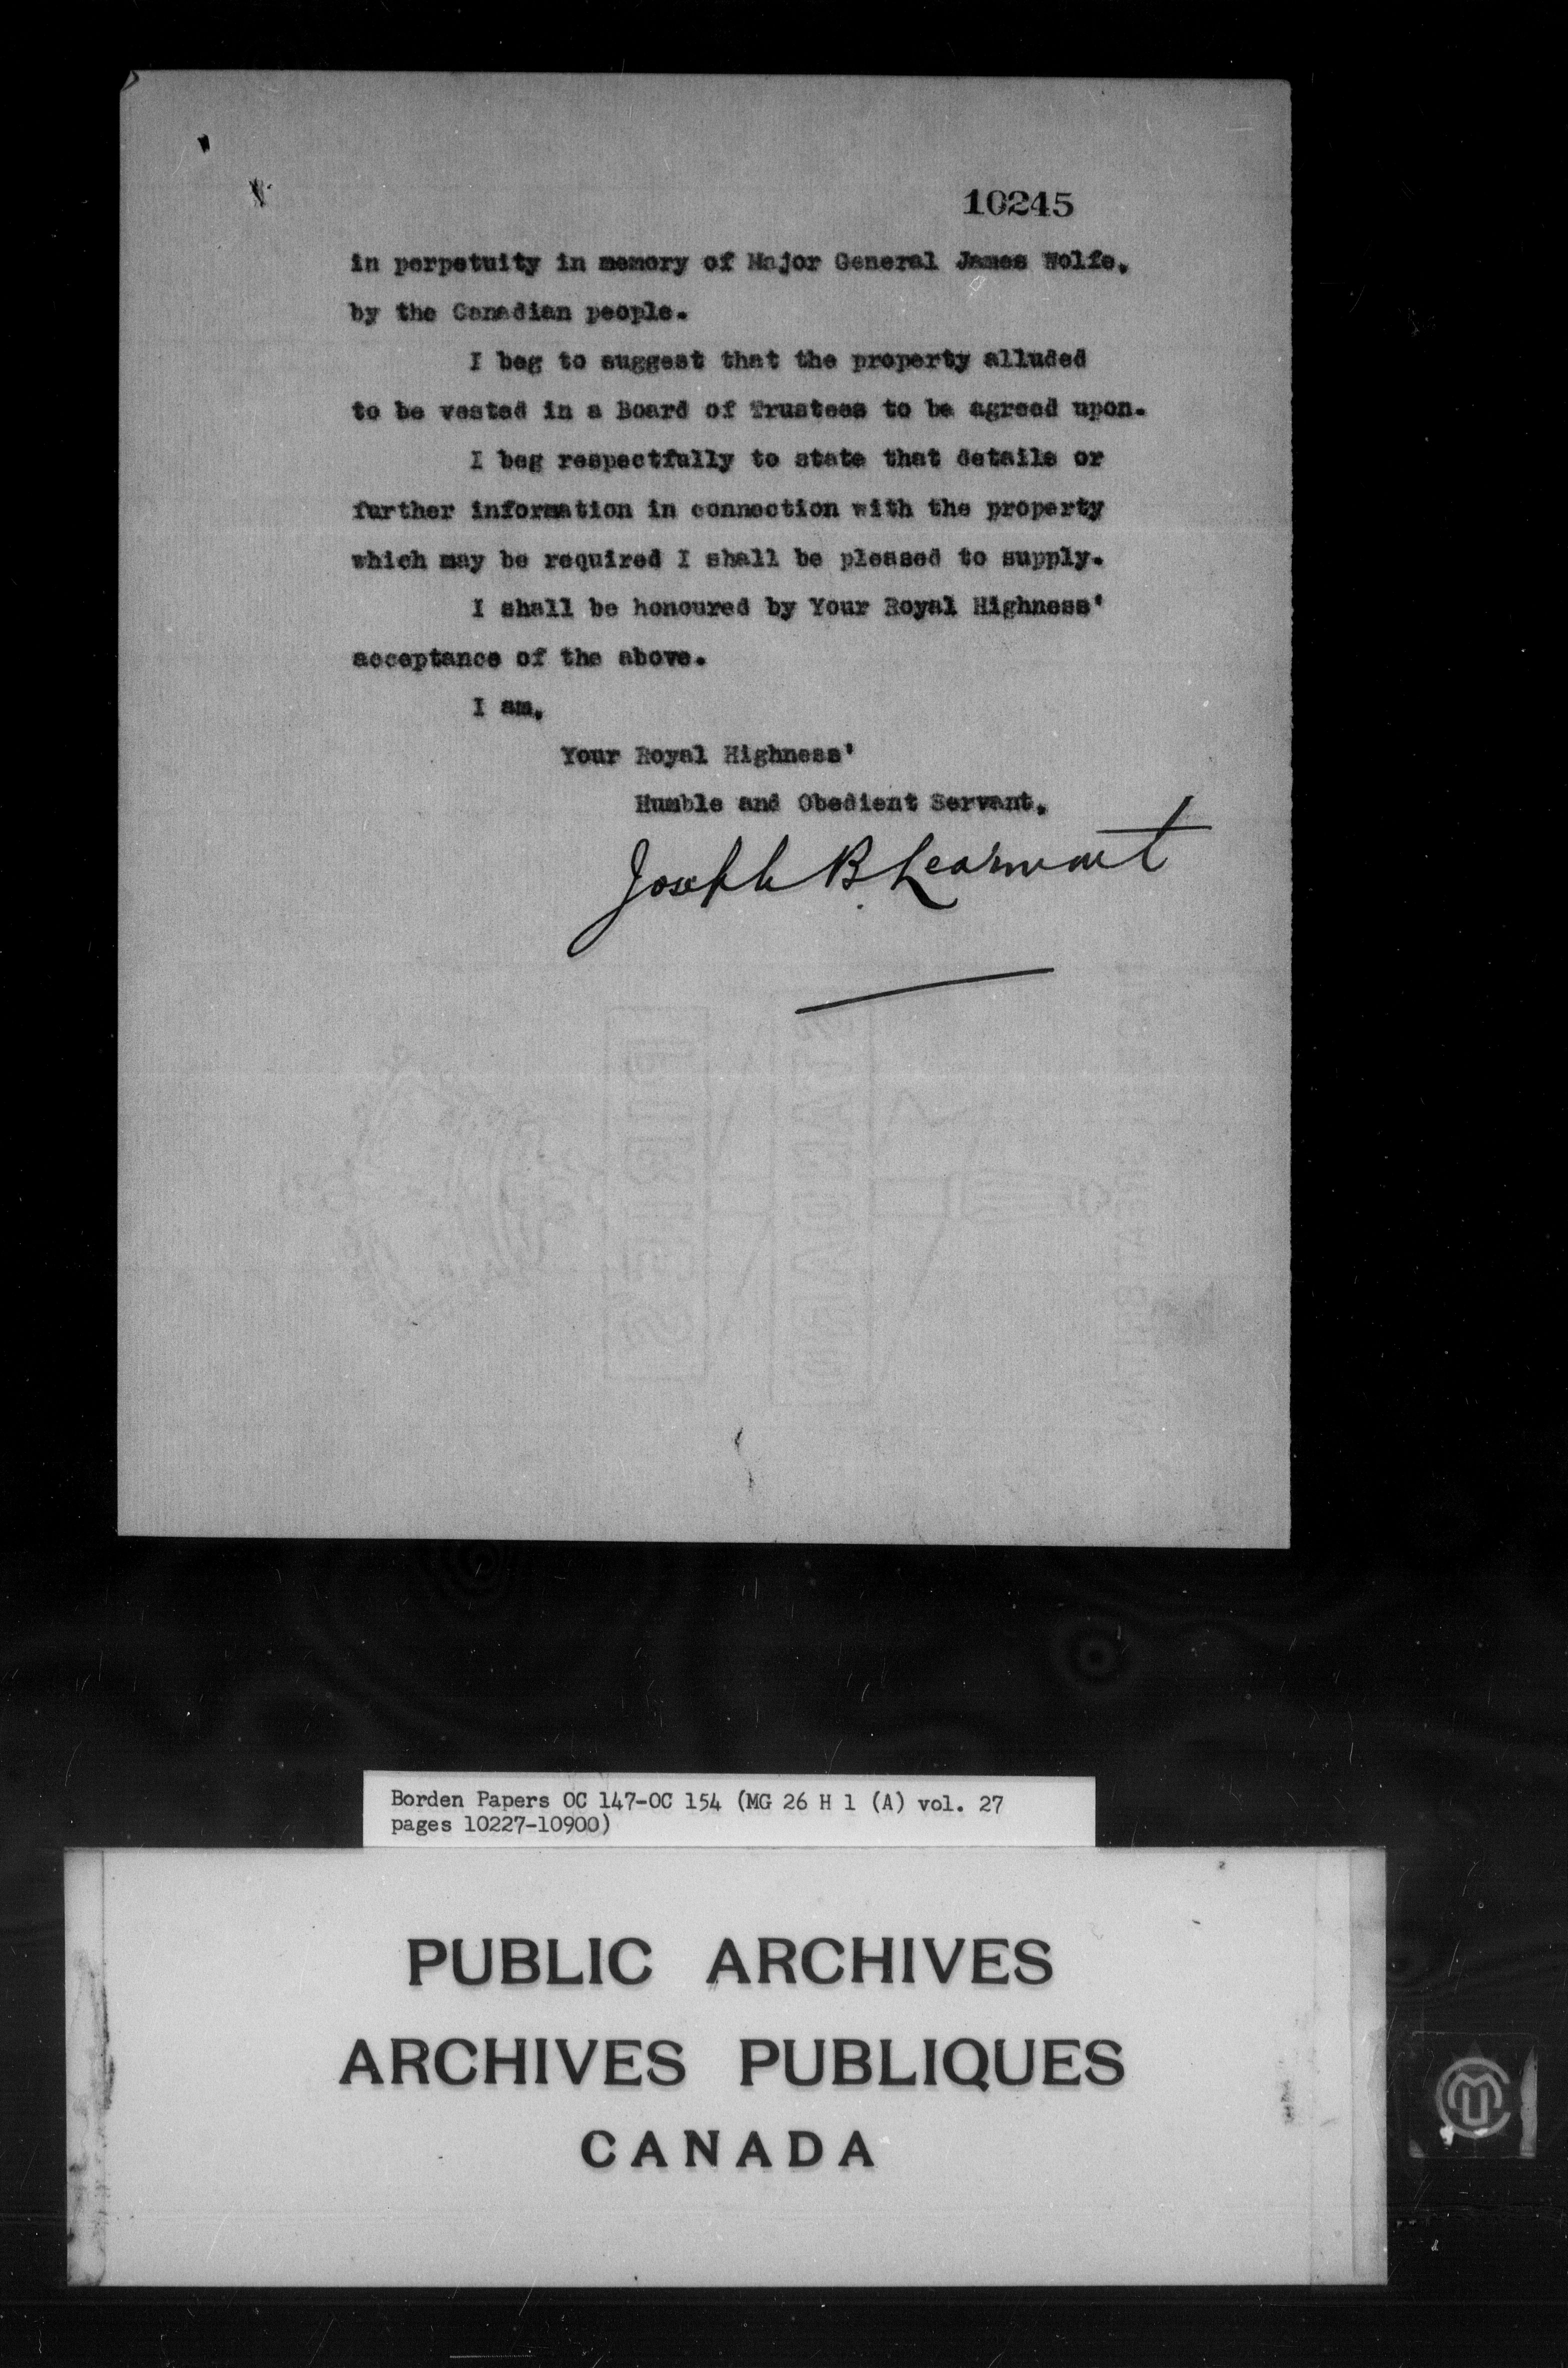 10245
in perpetuity in memory of Major General James Wolfe,
by the Canadian people.
I beg to suggest that the property alluded
to be vested in a Board of Trustees to be agreed upon.
I beg respectfully to state that details or
further information in connection with the property
which may be required I shall be pleased to supply.
I shall be honoured by Your Royal Highness'
acceptance of the above.
I am,
Your Royal Highness'
Humble and Obedient Servant,
Joseph B Learmont
Borden Papers OC 147-OC 154 (MG 26 H 1 (A) vol. 27
pages 10227-10900)
PUBLIC ARCHIVES
ARCHIVES PUBLIQUES
CANADA